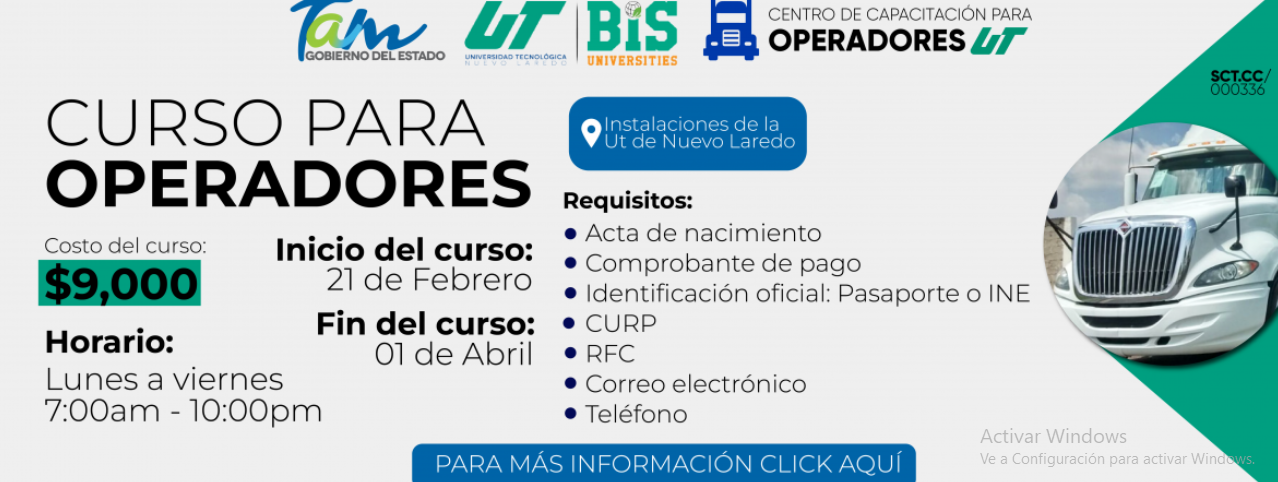 Tam
GOBIERNO DEL ESTADO
UT
UNIVERSIDAD TECNOLÓGICA
NUEVO LAREDO
BIS
UNIVERSITIES
CENTRO DE CAPACITACIÓN PARA
OPERADORES UT
SCT.CC/
000336
CURSO PARA
OPERADORES
Costo del curso:
$9,000
Horario:
Lunes a viernes
7:00am - 10:00pm
Inicio del curso:
21 de Febrero
Fin del curso:
01 de Abril
Instalaciones de la
Ut de Nuevo Laredo
Requisitos:
Acta de nacimiento
Comprobante de pago
Identificación oficial: Pasaporte o INE
CURP
RFC
Correo electrónico
Teléfono
PARA MÁS INFORMACIÓN CLICK AQUÍ
Activar Windows
Ve a Configuración para activar Windows.